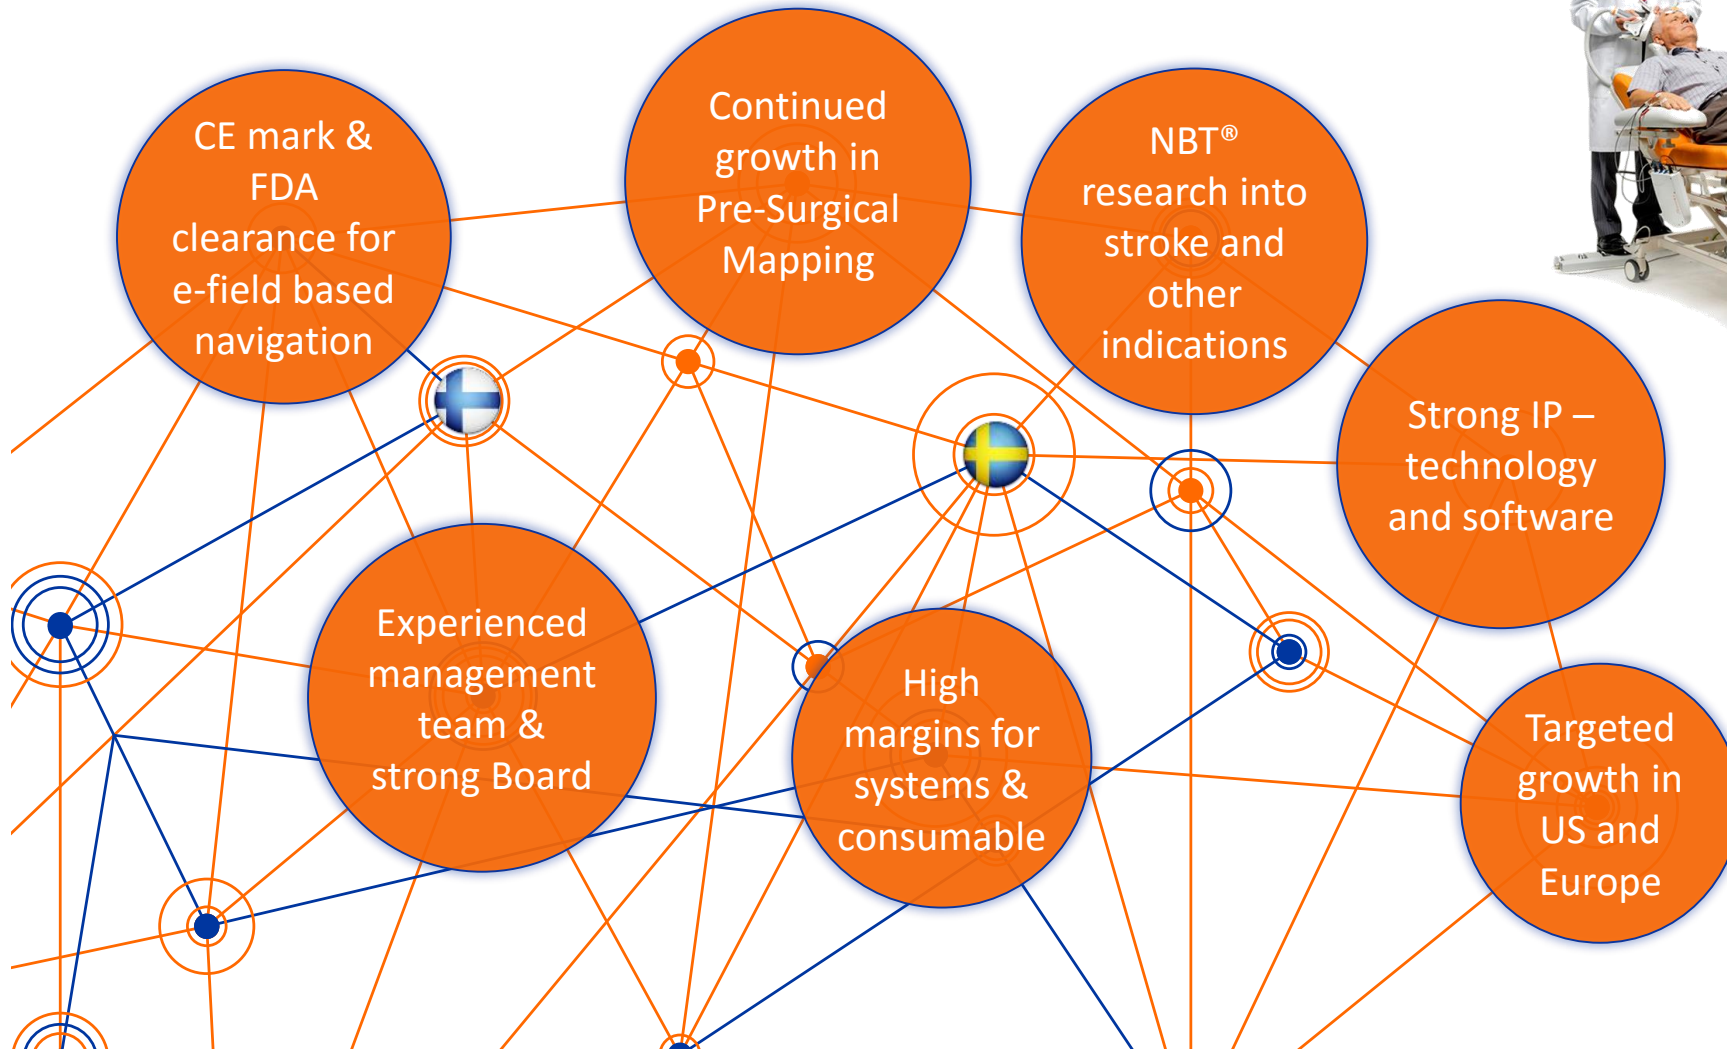 CE mark &
FDA
clearance for
e-field based
navigation
Continued
growth in
Pre-Surgical
Mapping
NBT®
research into
stroke and
other
indications
Strong IP –
technology
and software
Experienced
management
team &
strong Board
High
margins for
systems &
consumable
Targeted
growth in
US and
Europe